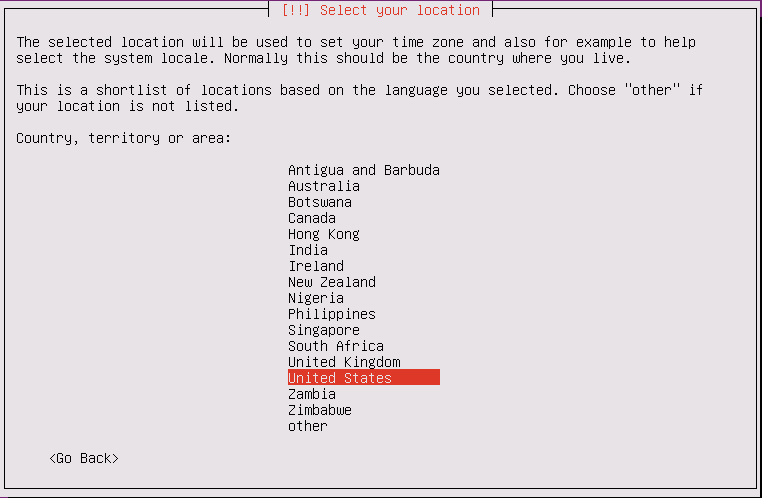 [!!] Select your location
The selected location will be used to set your time zone and also for example to help
select the system locale. Normally this should be the country where you live.
This is a shortlist of locations based on the language you selected. Choose "other" if
your location is not listed.
Country, territory or area:
Antigua and Barbuda
Australia
Botswana
Canada
Hong Kong
India
Ireland
New Zealand
Nigeria
Philippines
Singapore
South Africa
United Kingdom
United States
Zambia
Zimbabwe
other
<Go Back>